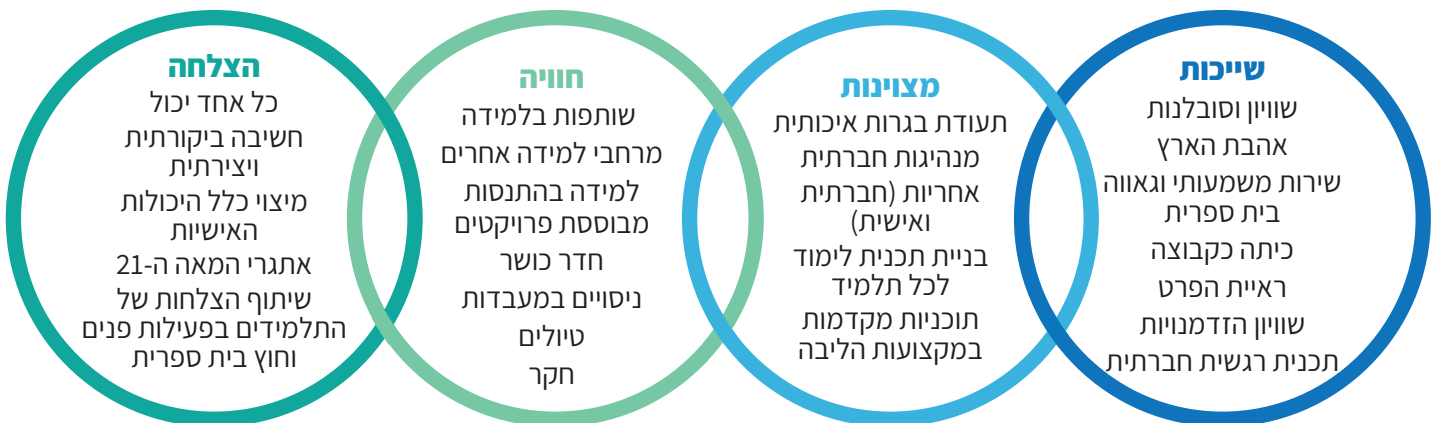 שייכות
שוויון וסובלנות
אהבת הארץ
שירות משמעותי וגאווה
בית ספרית
כיתה כקבוצה
ראיית הפרט
שוויון הזדמנויות
תכנית רגשית חברתית
מצוינות
תעודת בגרות איכותית
מנהיגות חברתית
אחריות (חברתית
ואישית)
בניית תכנית לימוד
לכל תלמיד
תוכניות מקדמות
במקצועות הליבה
חוויה
שותפות בלמידה
מרחבי למידה אחרים
למידה בהתנסות
מבוססת פרויקטים
חדר כושר
ניסויים במעבדות
טיולים
חקר
הצלחה
כל אחד יכול
חשיבה ביקורתית
ויצירתית
מיצוי כלל היכולות
האישיות
אתגרי המאה ה-21
שיתוף הצלחות של
התלמידים בפעילות פנים
וחוץ בית ספרית